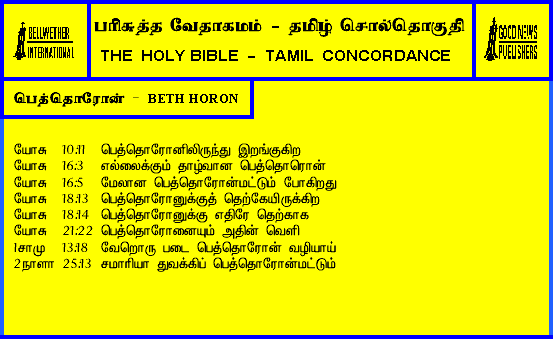 BELLWETHER
INTERNATIONAL
பரிசுத்த வேதாகமம் - தமிழ் சொல்தொகுதி
THE HOLY BIBLE - TAMIL CONCORDANCE
GOOD NEWS
PUBLISHERS
பெத்தொரோன் - BETH HORON
யோசு 10:11 பெத்தொரோனிலிருந்து இறங்குகிற
யோசு 16:3 எல்லைக்கும் தாழ்வான பெத்தொரொன்
யோசு 16:5 மேலான பெத்தொரோன்மட்டும் போகிறது
யோசு 18:13 பெத்தொரோனுக்குத் தெற்கேயிருக்கிற
யோசு 18:14 பெத்தொரோனுக்கு எதிரே தெற்காக
யோசு 21:22 பெத்தொரோனையும் அதின் வெளி
1சாமு 13:18 வேறொரு படை பெத்தொரோன் வழியாய்
2நாளா 25:13 சமாரியா துவக்கிப் பெத்தொரோன்மட்டும்